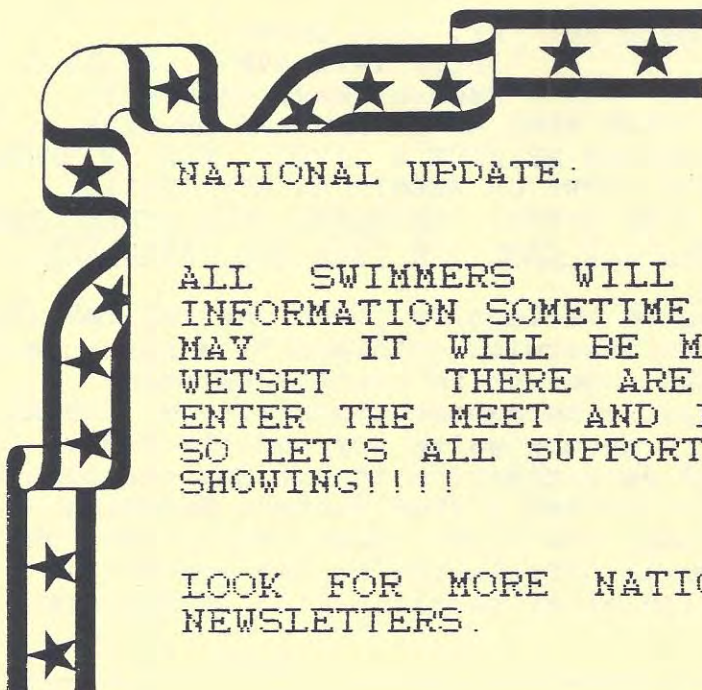 NATIONAL UPDATE:
ALL SWIMMERS WILL
INFORMATION SOMETIME
MAY IT WILL BE
WETSET THERE ARE
ENTER THE MEET AND
SO LET'S ALL SUPPORT
SHOWING!!!!
LOOK FOR MORE
NEWSLETTERS.